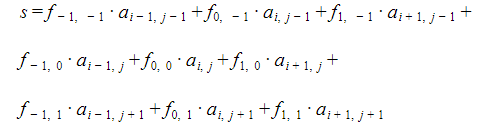 s = f₋₁, ₋₁ · aᵢ₋₁, ⱼ₋₁ + f₀, ₋₁ · aᵢ, ⱼ₋₁ + f₁, ₋₁ · aᵢ₊₁, ⱼ₋₁ +
f₋₁, ₀ · aᵢ₋₁, ⱼ + f₀, ₀ · aᵢ, ⱼ + f₁, ₀ · aᵢ₊₁, ⱼ +
f₋₁, ₁ · aᵢ₋₁, ⱼ₊₁ + f₀, ₁ · aᵢ, ⱼ₊₁ + f₁, ₁ · aᵢ₊₁, ⱼ₊₁